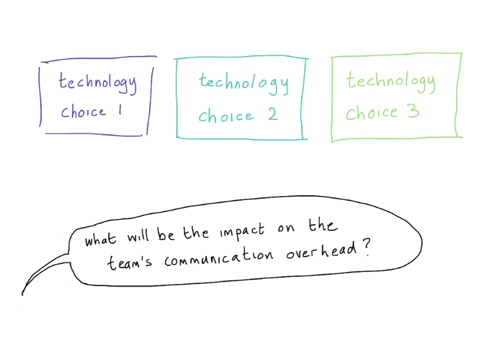 technology
choice 1
technology
choice 2
technology
choice 3
what will be the impact on the
team's communication overhead?